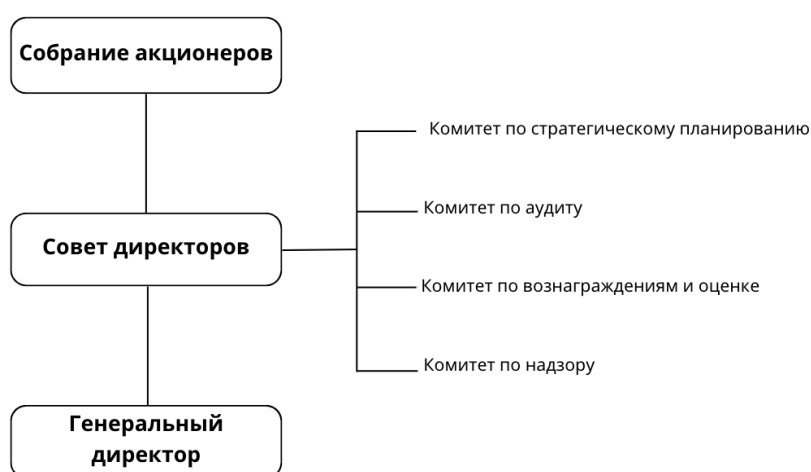 Собрание акционеров
Комитет по стратегическому планированию
Комитет по аудиту
Совет директоров
Комитет по вознаграждениям и оценке
Комитет по надзору
Генеральный
директор